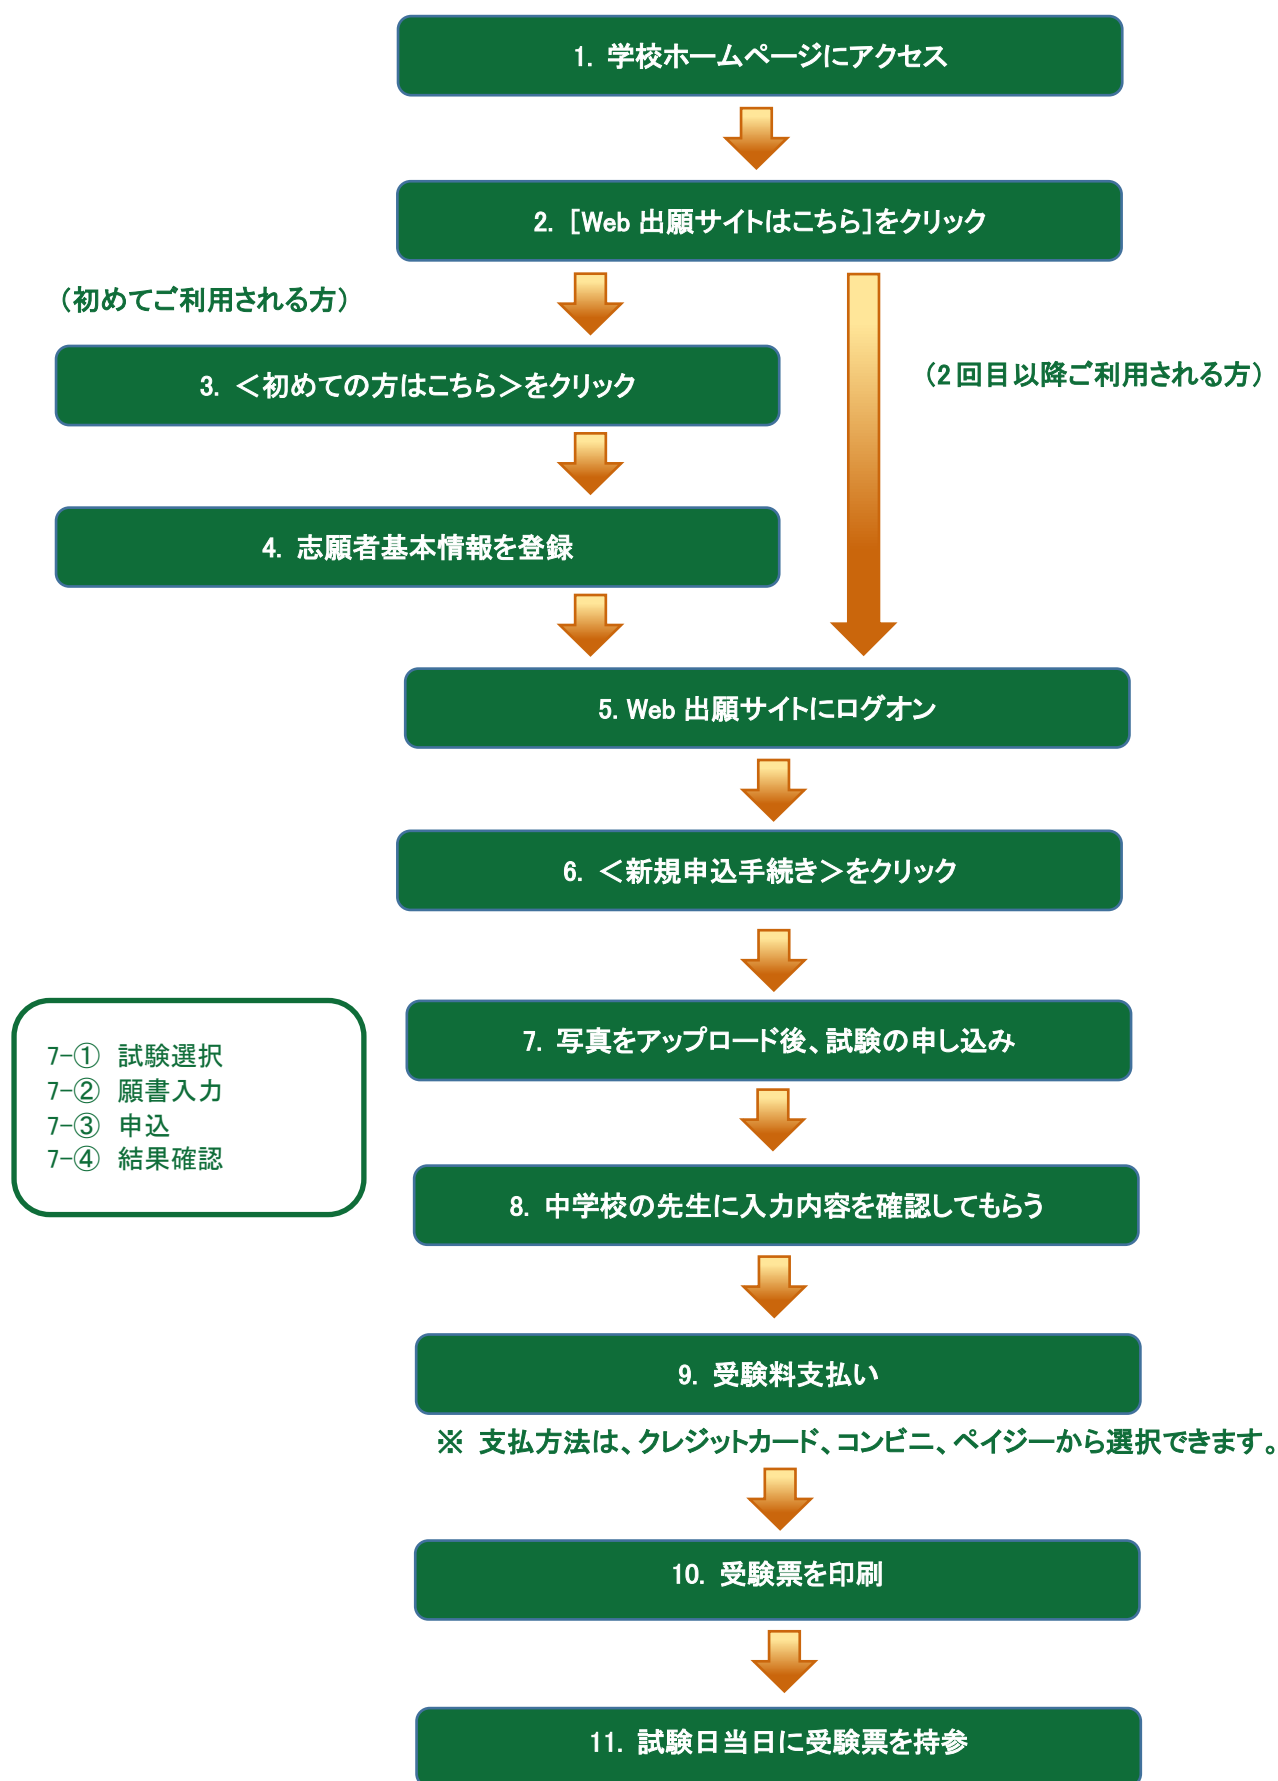 1. 学校ホームページにアクセス
2. [Web 出願サイトはこちら]をクリック
(初めてご利用される方)
3. <初めての方はこちら>をクリック
(2回目以降ご利用される方)
4. 志願者基本情報を登録
5. Web 出願サイトにログオン
6. <新規申込手続き>をクリック
7. 写真をアップロード後、試験の申し込み
7-① 試験選択
7-② 願書入力
7-③ 申込
7-④ 結果確認
8. 中学校の先生に入力内容を確認してもらう
9. 受験料支払い
※ 支払方法は、クレジットカード、コンビニ、ペイジーから選択できます。
10. 受験票を印刷
11. 試験日当日に受験票を持参